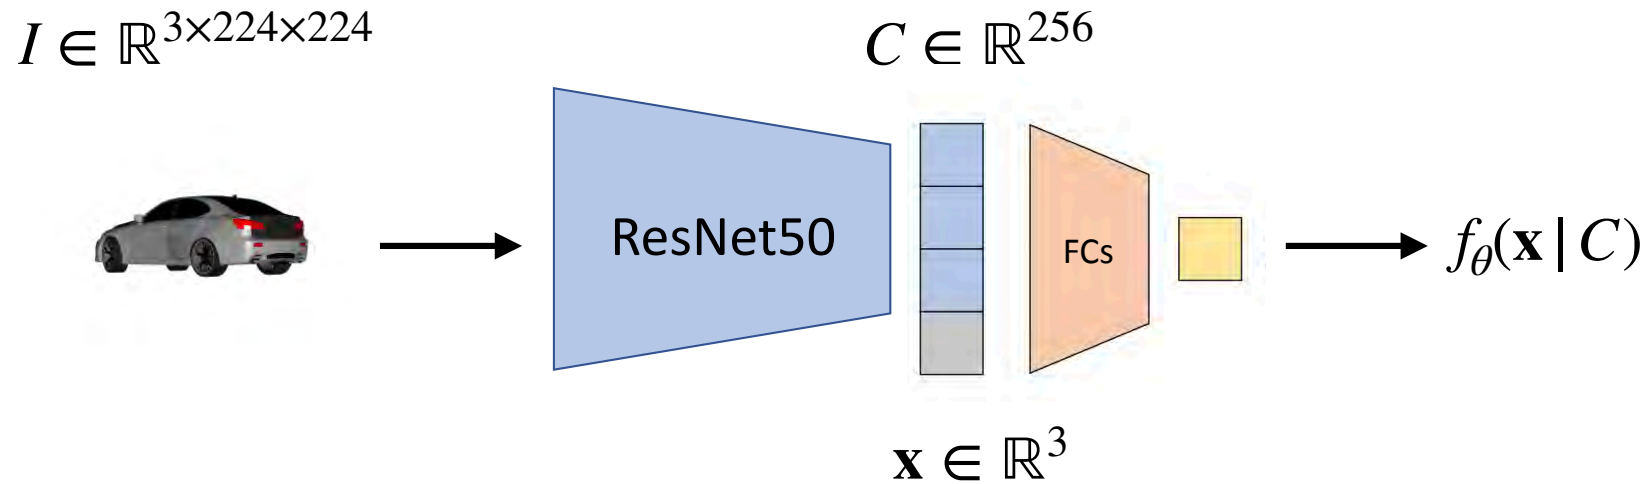 I ∈ ℝ^{3×224×224}
C ∈ ℝ^{256}
ResNet50
FCs
f_θ(𝐱 | C)
𝐱 ∈ ℝ^3